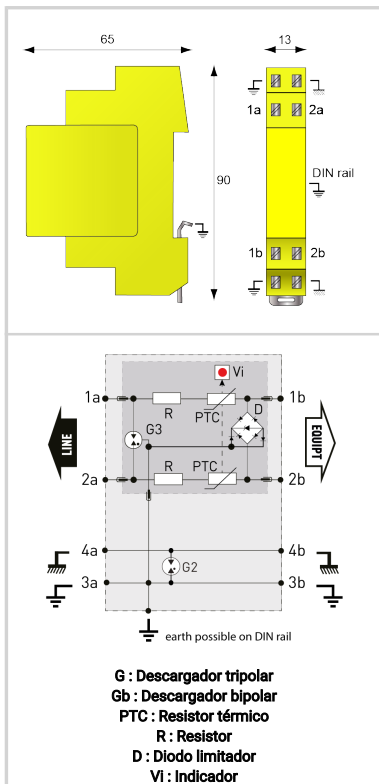 65
13
1a
2a
90
DIN rail
1b
2b
Vi
1a
1b
R
PTC
D
G3
LINE
EQUIPT
R
PTC
2a
2b
4a
4b
G2
3a
3b
earth possible on DIN rail
G : Descargador tripolar
Gb : Descargador bipolar
PTC : Resistor térmico
R : Resistor
D : Diodo limitador
Vi : Indicador